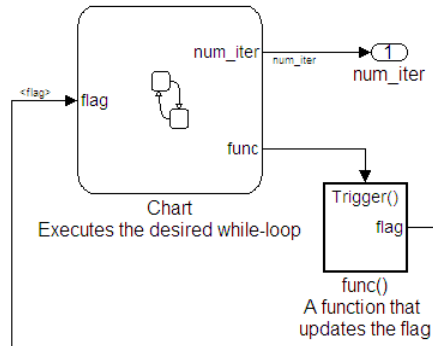 num_iter
num_iter
1
num_iter
<flag>
flag
func
Chart
Executes the desired while-loop
Trigger()
flag
func()
A function that
updates the flag